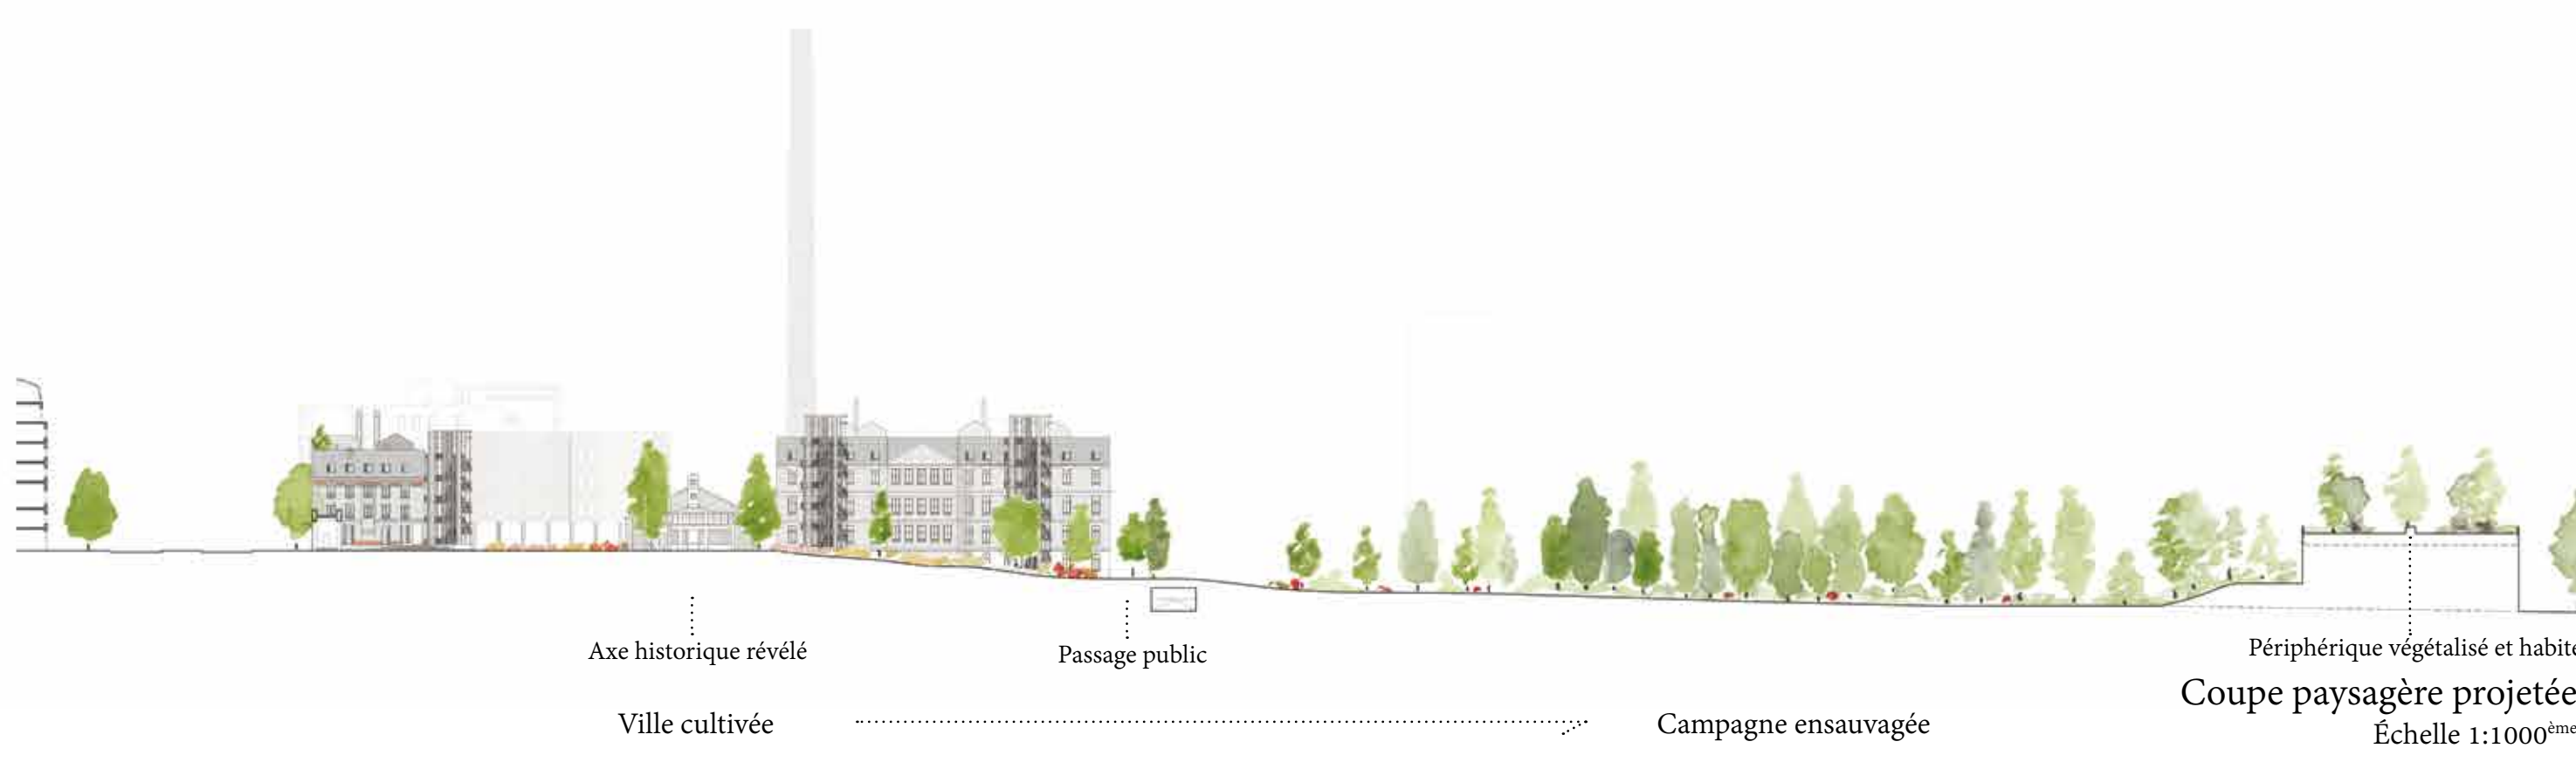 Axe historique révélé
Passage public
Périphérique végétalisé et habité
Coupe paysagère projetée
Ville cultivée
Campagne ensauvagée
Échelle 1:1000ème